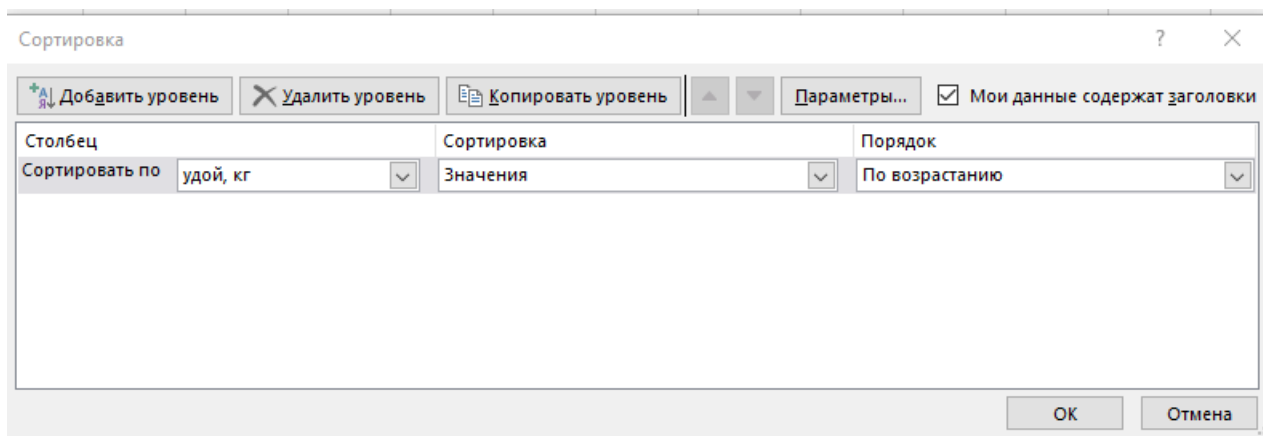 Сортировка ?
Добавить уровень Удалить уровень Копировать уровень Параметры... Мои данные содержат заголовки
Столбец Сортировка Порядок
Сортировать по удой, кг Значения По возрастанию
ОК Отмена